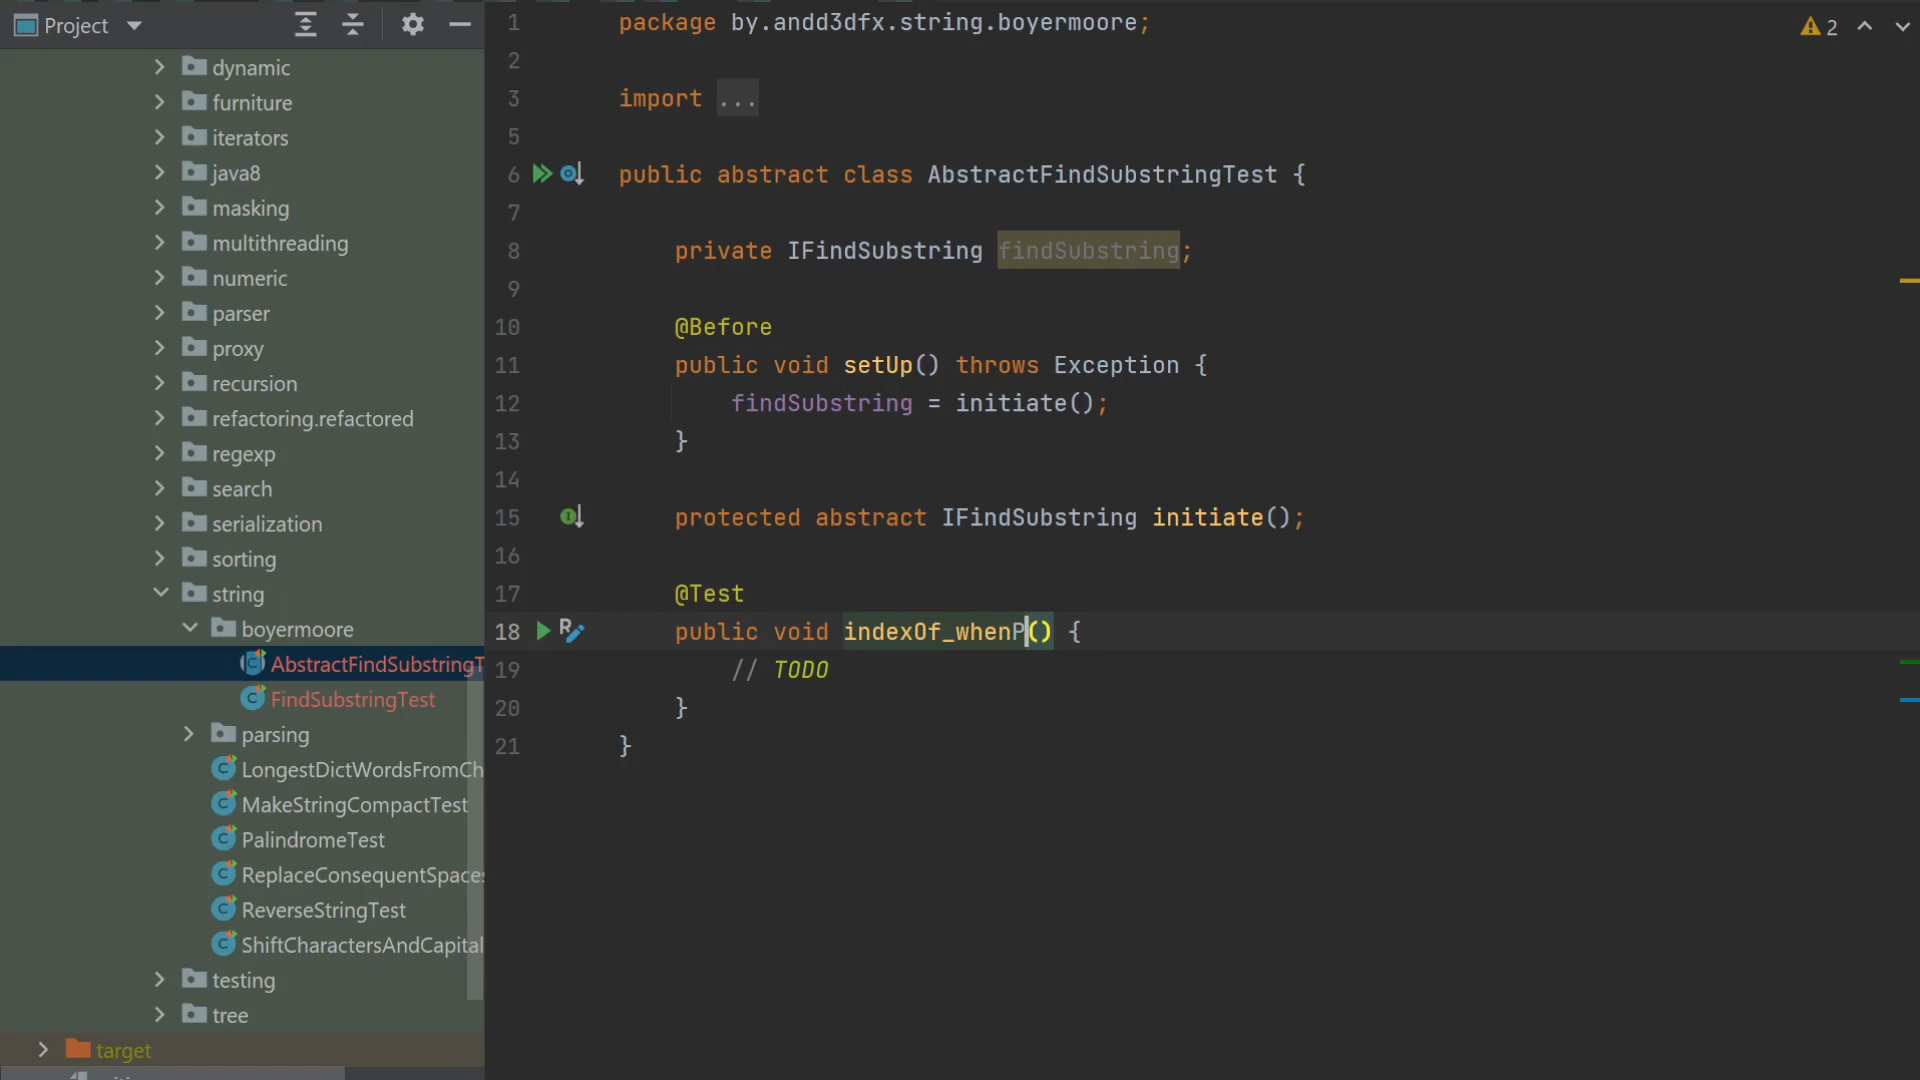 Project
dynamic
furniture
iterators
java8
masking
multithreading
numeric
parser
proxy
recursion
refactoring.refactored
regexp
search
serialization
sorting
string
boyermoore
AbstractFindSubstringT
FindSubstringTest
parsing
LongestDictWordsFromCh
MakeStringCompactTest
PalindromeTest
ReplaceConsequentSpaces
ReverseStringTest
ShiftCharactersAndCapital
testing
tree
target
1 package by.andd3dfx.string.boyermoore;
2
3 import ...
5
6 public abstract class AbstractFindSubstringTest {
7
8 private IFindSubstring findSubstring;
9
10 @Before
11 public void setUp() throws Exception {
12 findSubstring = initiate();
13 }
14
15 protected abstract IFindSubstring initiate();
16
17 @Test
18 public void indexOf_whenP() {
19 // TODO
20 }
21 }
2